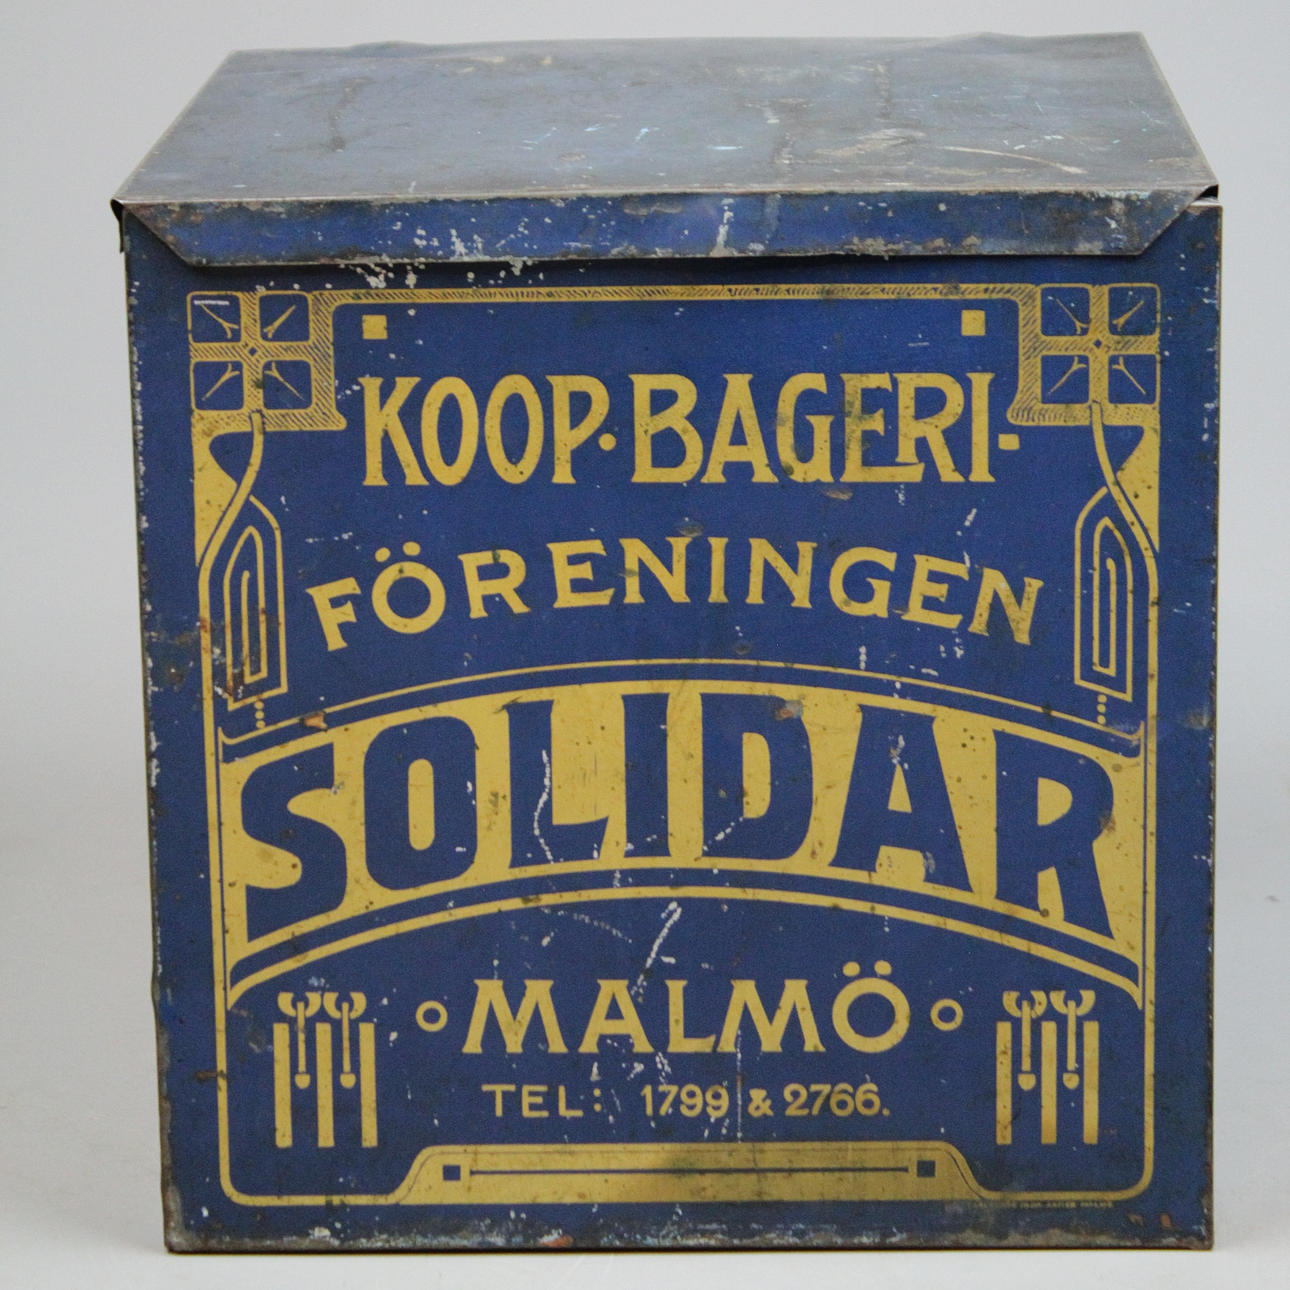 KOOP·BAGERI-
FÖRENINGEN
SOLIDAR
MALMÖ
TEL: 1799 & 2766.